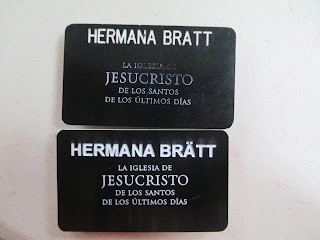 HERMANA BRATT
LA IGLESIA DE
JESUCRISTO
DE LOS SANTOS
DE LOS ÚLTIMOS DÍAS
HERMANA BRÄTT
LA IGLESIA DE
JESUCRISTO
DE LOS SANTOS
DE LOS ÚLTIMOS DÍAS